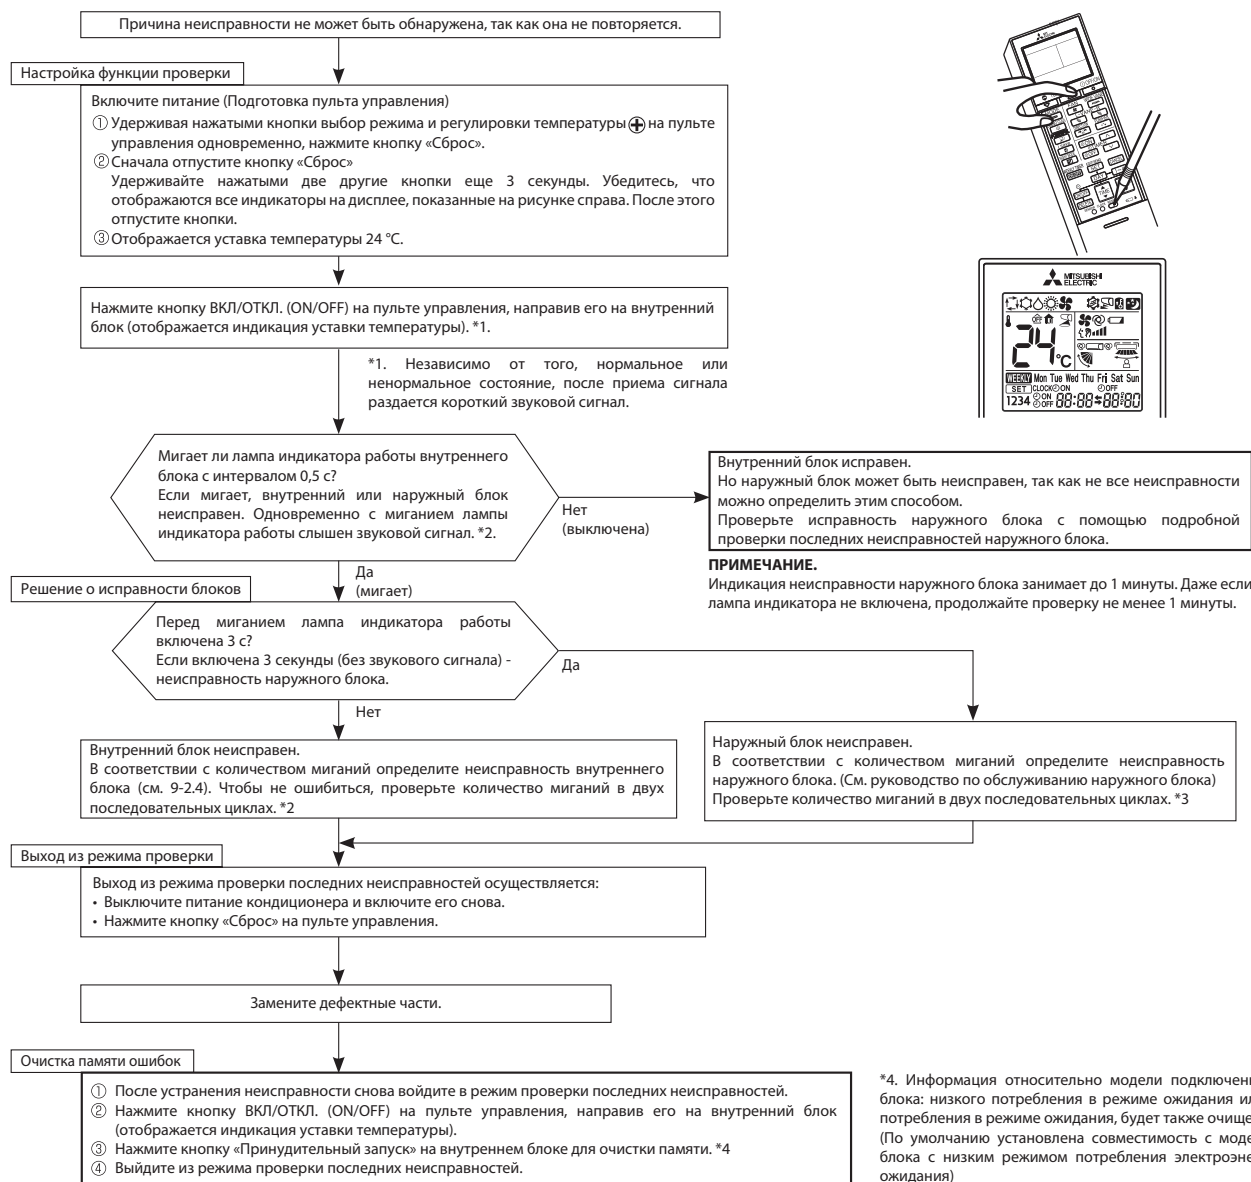 Причина неисправности не может быть обнаружена, так как она не повторяется.
Настройка функции проверки
Включите питание (Подготовка пульта управления)
① Удерживая нажатыми кнопки выбор режима и регулировки температуры ⊕ на пульте
управления одновременно, нажмите кнопку «Сброс».
② Сначала отпустите кнопку «Сброс»
Удерживайте нажатыми две другие кнопки еще 3 секунды. Убедитесь, что
отображаются все индикаторы на дисплее, показанные на рисунке справа. После этого
отпустите кнопки.
③ Отображается уставка температуры 24 °C.
MITSUBISHI
ELECTRIC
24 °C
WEEKLY Mon Tue Wed Thu Fri Sat Sun
SET CLOCK ON OFF
1234 ON OFF 88:88 88:80
Нажмите кнопку ВКЛ/ОТКЛ. (ON/OFF) на пульте управления, направив его на внутренний
блок (отображается индикация уставки температуры). *1.
*1. Независимо от того, нормальное или
ненормальное состояние, после приема сигнала
раздается короткий звуковой сигнал.
Мигает ли лампа индикатора работы внутреннего
блока с интервалом 0,5 с?
Если мигает, внутренний или наружный блок
неисправен. Одновременно с миганием лампы
индикатора работы слышен звуковой сигнал. *2.
Нет
(выключена)
Внутренний блок исправен.
Но наружный блок может быть неисправен, так как не все неисправности
можно определить этим способом.
Проверьте исправность наружного блока с помощью подробной
проверки последних неисправностей наружного блока.
ПРИМЕЧАНИЕ.
Индикация неисправности наружного блока занимает до 1 минуты. Даже если
лампа индикатора не включена, продолжайте проверку не менее 1 минуты.
Да
(мигает)
Решение о исправности блоков
Перед миганием лампа индикатора работы
включена 3 с?
Если включена 3 секунды (без звукового сигнала) -
неисправность наружного блока.
Да
Нет
Внутренний блок неисправен.
В соответствии с количеством миганий определите неисправность внутреннего
блока (см. 9-2.4). Чтобы не ошибиться, проверьте количество миганий в двух
последовательных циклах. *2
Наружный блок неисправен.
В соответствии с количеством миганий определите неисправность
наружного блока. (См. руководство по обслуживанию наружного блока)
Проверьте количество миганий в двух последовательных циклах. *3
Выход из режима проверки
Выход из режима проверки последних неисправностей осуществляется:
• Выключите питание кондиционера и включите его снова.
• Нажмите кнопку «Сброс» на пульте управления.
Замените дефектные части.
Очистка памяти ошибок
① После устранения неисправности снова войдите в режим проверки последних неисправностей.
② Нажмите кнопку ВКЛ/ОТКЛ. (ON/OFF) на пульте управления, направив его на внутренний блок
(отображается индикация уставки температуры).
③ Нажмите кнопку «Принудительный запуск» на внутреннем блоке для очистки памяти. *4
④ Выйдите из режима проверки последних неисправностей.
*4. Информация относительно модели подключен
блока: низкого потребления в режиме ожидания ил
потребления в режиме ожидания, будет также очище
(По умолчанию установлена совместимость с моде
блока с низким режимом потребления электроэне
ожидания)